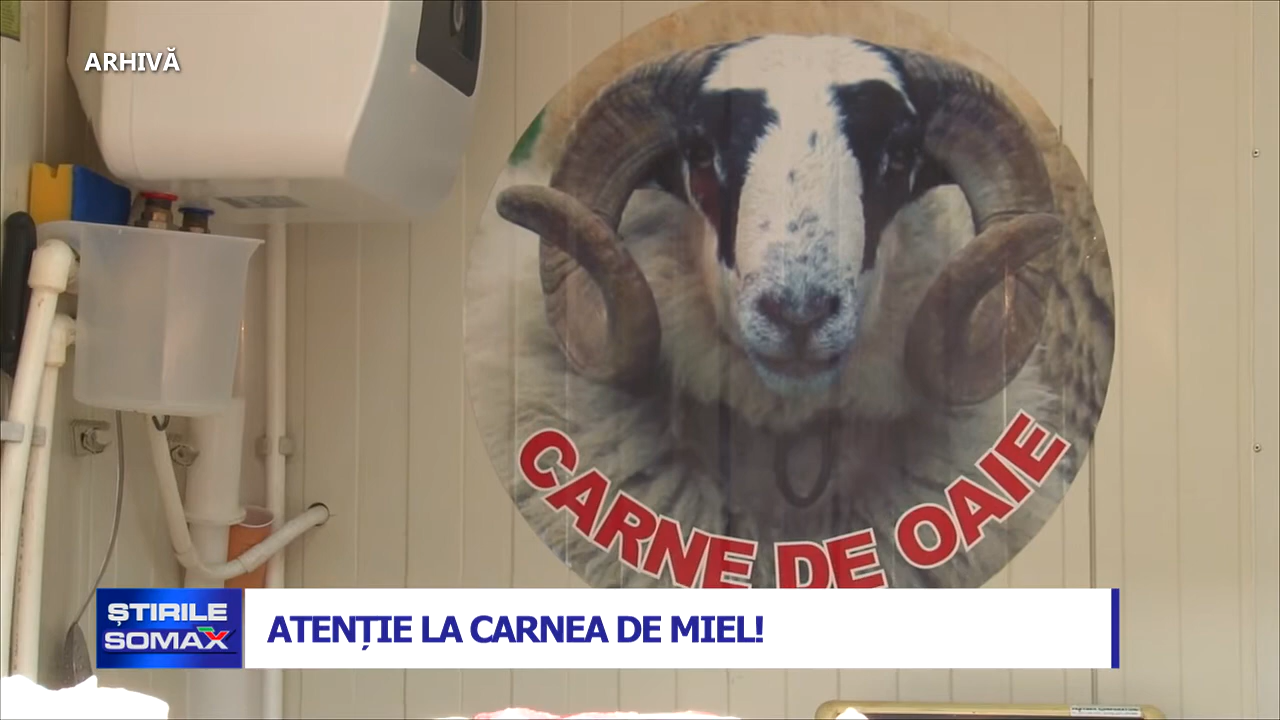 ARHIVĂ
CARNE DE OAIE
ȘTIRILE
SOMAX
ATENȚIE LA CARNEA DE MIEL!